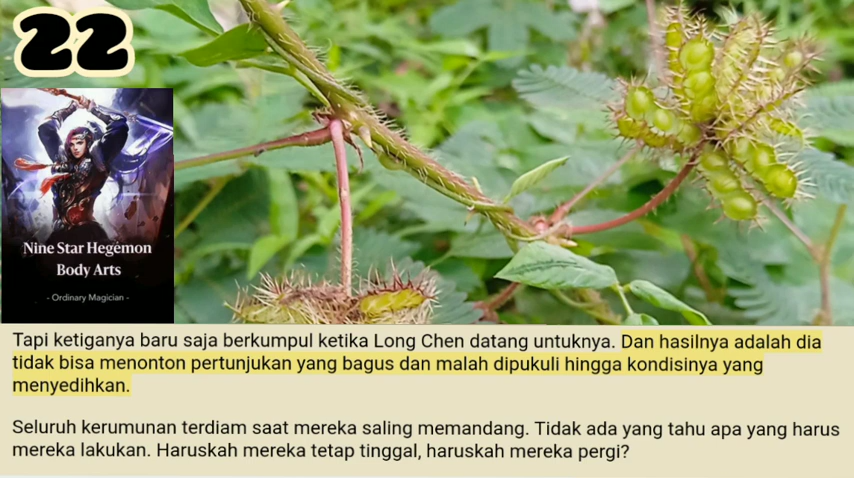 22
Nine Star Hegemon
Body Arts
- Ordinary Magician -
Tapi ketiganya baru saja berkumpul ketika Long Chen datang untuknya. Dan hasilnya adalah dia
tidak bisa menonton pertunjukan yang bagus dan malah dipukuli hingga kondisinya yang
menyedihkan.
Seluruh kerumunan terdiam saat mereka saling memandang. Tidak ada yang tahu apa yang harus
mereka lakukan. Haruskah mereka tetap tinggal, haruskah mereka pergi?